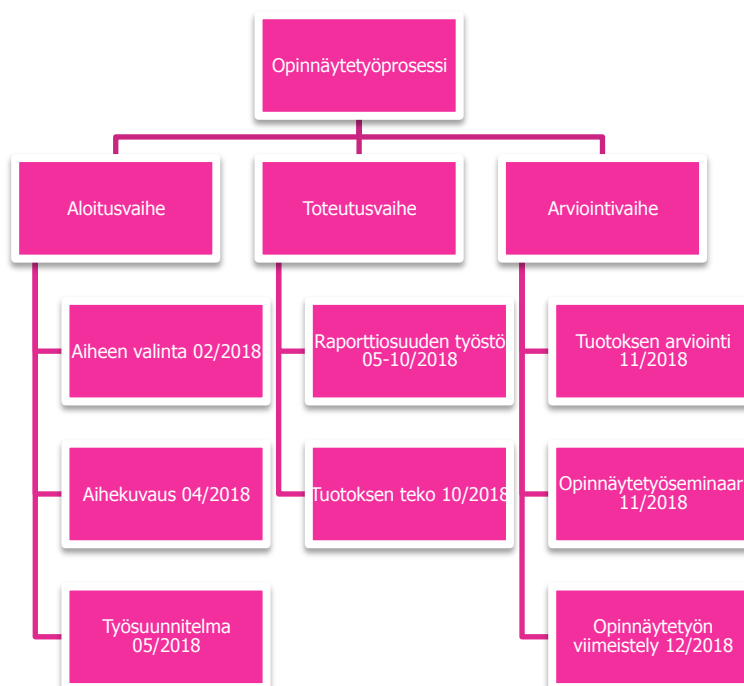 Opinnäytetyöprosessi
Aloitusvaihe
Toteutusvaihe
Arviointivaihe
Aiheen valinta 02/2018
Raporttiosuuden työstö
05-10/2018
Tuotoksen arviointi
11/2018
Aihekuvaus 04/2018
Tuotoksen teko 10/2018
Opinnäytetyöseminaar
11/2018
Työsuunnitelma
05/2018
Opinnäytetyön
viimeistely 12/2018